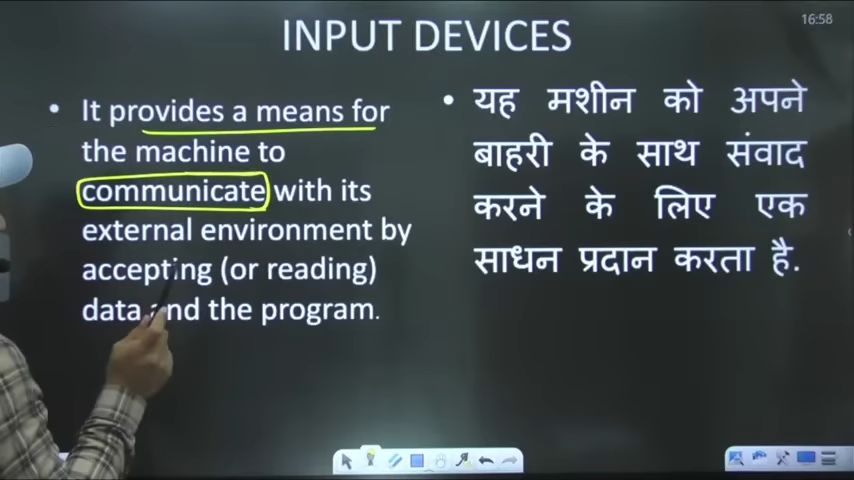 16:58
INPUT DEVICES
• It provides a means for
the machine to
communicate with its
external environment by
accepting (or reading)
data and the program.
• यह मशीन को अपने
बाहरी के साथ संवाद
करने के लिए एक
साधन प्रदान करता है.